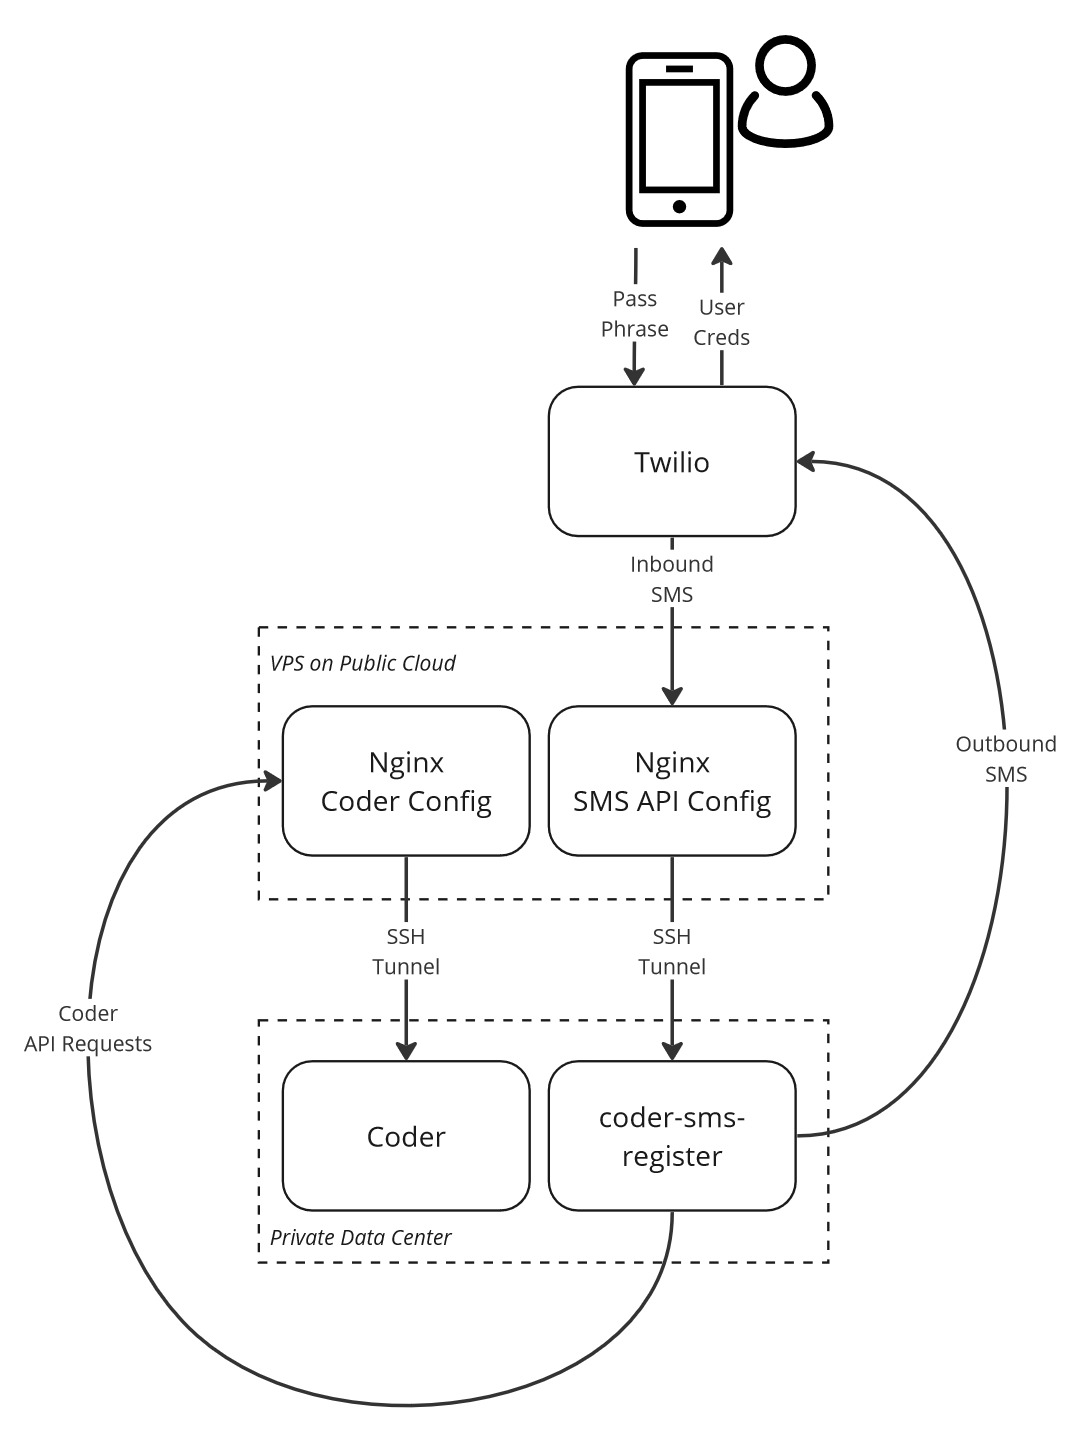 Pass
Phrase
User
Creds
Twilio
Inbound
SMS
VPS on Public Cloud
Nginx
Coder Config
Nginx
SMS API Config
Outbound
SMS
SSH
Tunnel
SSH
Tunnel
Coder
API Requests
Coder
coder-sms-
register
Private Data Center